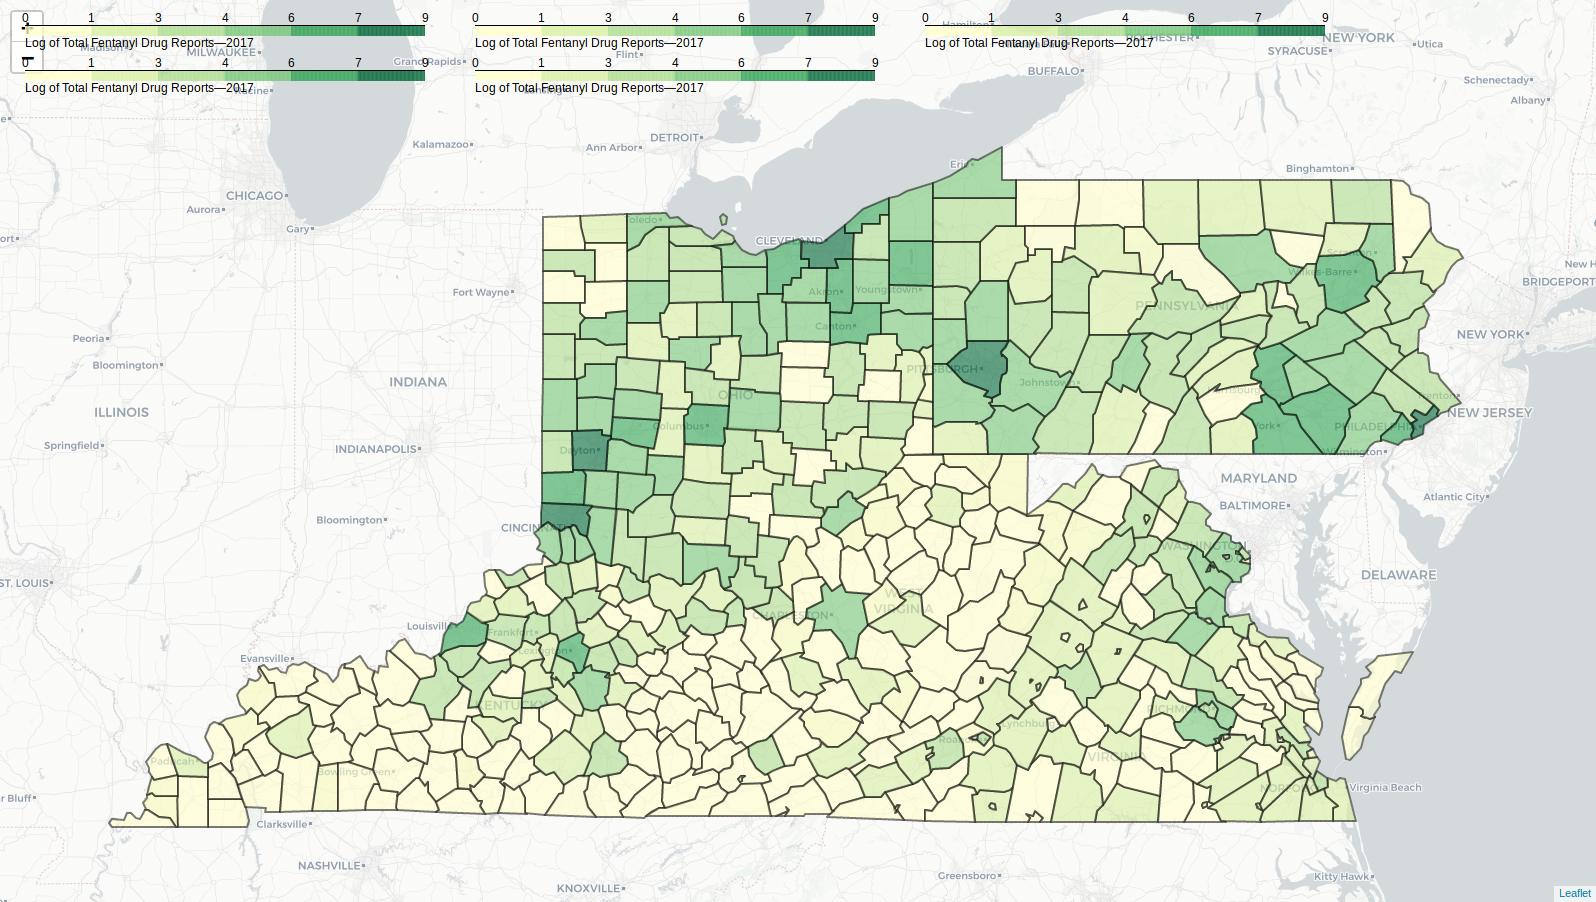 0 1 3 4 6 7 9
Log of Total Fentanyl Drug Reports—2017
0 1 3 4 6 7 9
Log of Total Fentanyl Drug Reports—2017
0 1 3 4 6 7 9
Log of Total Fentanyl Drug Reports—2017
0 1 3 4 6 7 9
Log of Total Fentanyl Drug Reports—2017
0 1 3 4 6 7 9
Log of Total Fentanyl Drug Reports—2017
Hamilton
NEW YORK
Utica
MILWAUKEE
SYRACUSE
Flint
Grand Rapids
BUFFALO
Schenectady
Racine
Albany
DETROIT
Kalamazoo
Ann Arbor
Erie
Binghamton
CHICAGO
Aurora
Toledo
Gary
CLEVELAND
Scranton
Wilkes-Barre
BRIDGEPORT
Fort Wayne
Akron
Youngstown
PENNSYLVANIA
Canton
NEW YORK
Peoria
Bloomington
PITTSBURGH
INDIANA
Johnstown
OHIO
Harrisburg
Trenton
ILLINOIS
NEW JERSEY
Columbus
York
PHILADELPHIA
Springfield
INDIANAPOLIS
Dayton
Wilmington
MARYLAND
Atlantic City
BALTIMORE
Bloomington
CINCINNATI
WASHINGTON
ST. LOUIS
DELAWARE
WEST
VIRGINIA
CHARLESTON
Louisville
Frankfort
Lexington
Evansville
KENTUCKY
RICHMOND
Lynchburg
Roanoke
VIRGINIA
Paducah
Bowling Green
NORFOLK
Virginia Beach
Clarksville
NASHVILLE
Greensboro
Kitty Hawk
KNOXVILLE
Leaflet